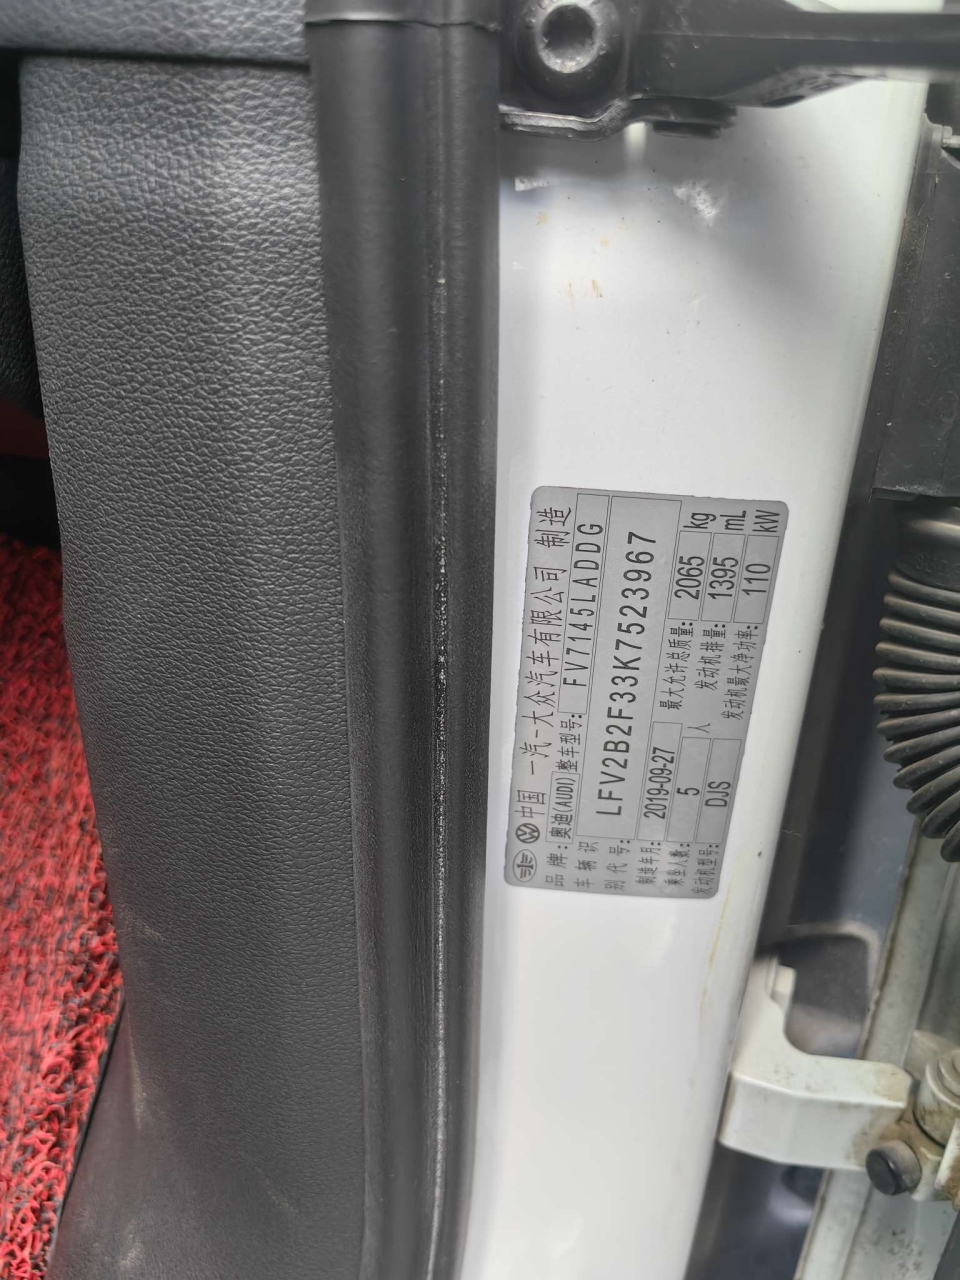 中国 一汽-大众汽车有限公司 制造
品牌: 奥迪(AUDI) 整车型号: FV7145LADDG
车辆识别代号: LFV2B2F33K7523967
制造年月: 2019-09-27 最大允许总质量: 2065 kg
乘坐人数: 5 人 发动机排量: 1395 mL
发动机型号: DJS 发动机最大净功率: 110 kW